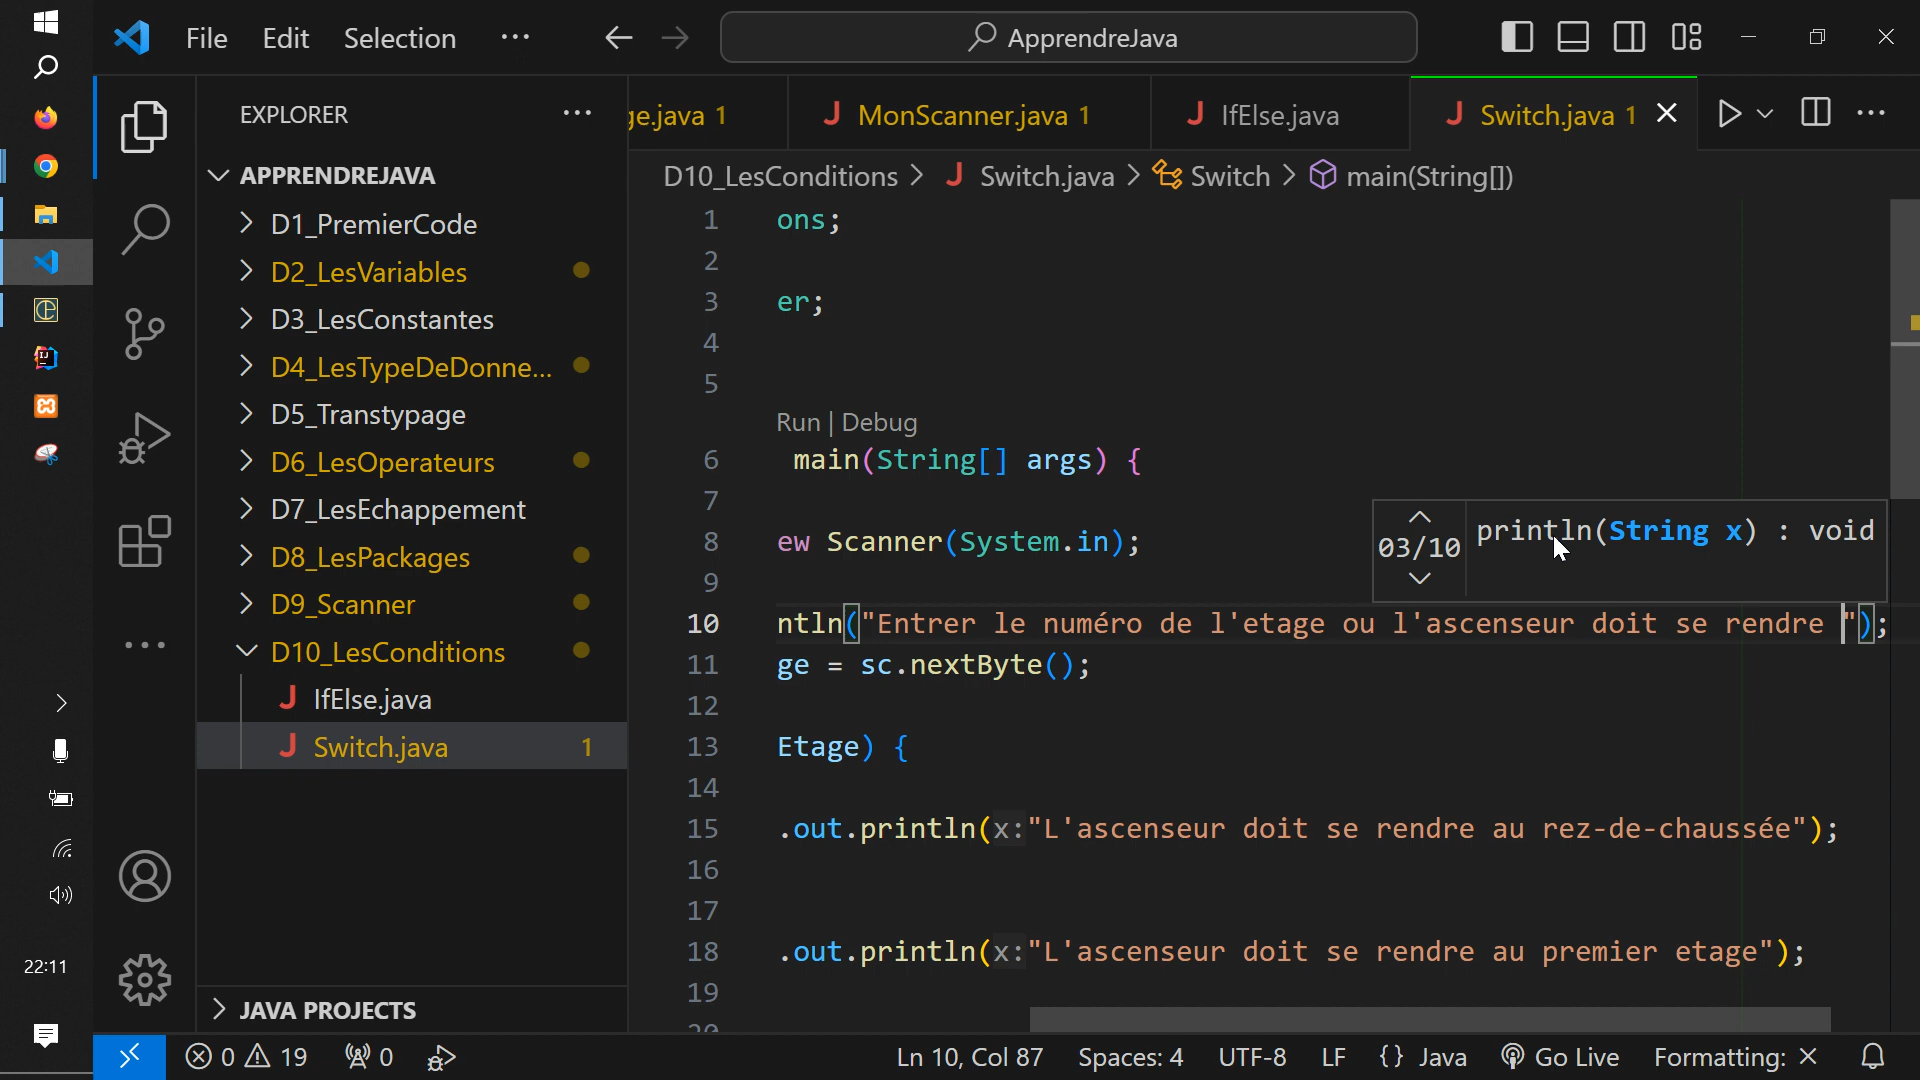 File Edit Selection ··· ApprendreJava
EXPLORER ···
APPRENDREJAVA
D1_PremierCode
D2_LesVariables
D3_LesConstantes
D4_LesTypeDeDonne...
D5_Transtypage
D6_LesOperateurs
D7_LesEchappement
D8_LesPackages
D9_Scanner
D10_LesConditions
IfElse.java
Switch.java 1
JAVA PROJECTS
ge.java 1 MonScanner.java 1 IfElse.java Switch.java 1
D10_LesConditions > Switch.java > Switch > main(String[])
1 ons;
2
3 er;
4
5
Run | Debug
6 main(String[] args) {
7
8 ew Scanner(System.in);
9
03/10 println(String x) : void
10 ntln("Entrer le numéro de l'etage ou l'ascenseur doit se rendre ");
11 ge = sc.nextByte();
12
13 Etage) {
14
15 .out.println(x:"L'ascenseur doit se rendre au rez-de-chaussée");
16
17
18 .out.println(x:"L'ascenseur doit se rendre au premier etage");
19
20
22:11
0 19 0 Ln 10, Col 87 Spaces: 4 UTF-8 LF {} Java Go Live Formatting: ×